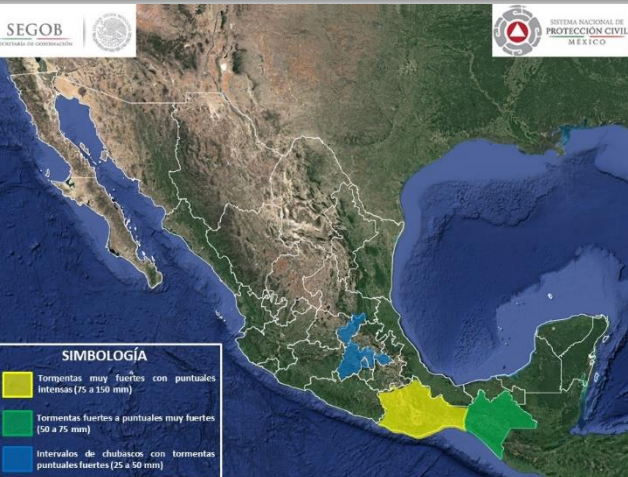 SEGOB
SECRETARÍA DE GOBERNACIÓN
SISTEMA NACIONAL DE
PROTECCIÓN CIVIL
MÉXICO
SIMBOLOGÍA
Tormentas muy fuertes con puntuales
intensas (75 a 150 mm)
Tormentas fuertes a puntuales muy fuertes
(50 a 75 mm)
Intervalos de chubascos con tormentas
puntuales fuertes (25 a 50 mm)